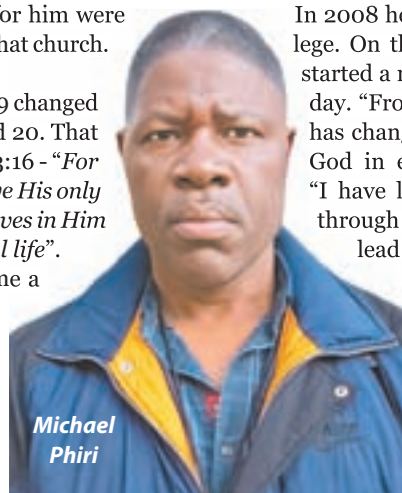 for him were
hat church.
9 changed
d 20. That
3:16 - “For
e His only
ves in Him
l life”.
me a
In 2008 he
lege. On th
started a
day. “Fro
has chang
God in e
“I have l
through
lead
Michael
Phiri